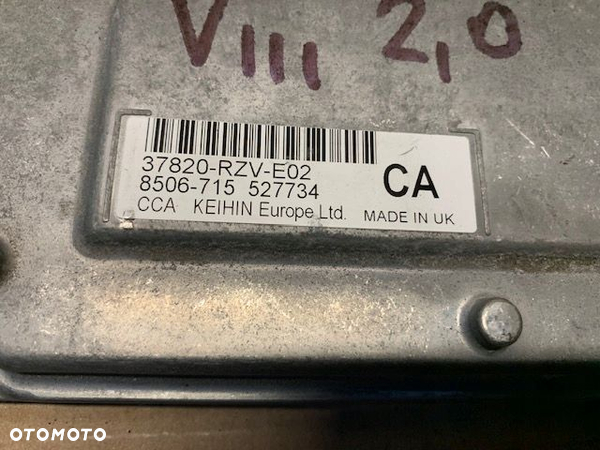 VIII 2,0
37820-RZV-E02
8506-715 527734
CA
CCA KEIHIN Europe Ltd. MADE IN UK
OTOMOTO